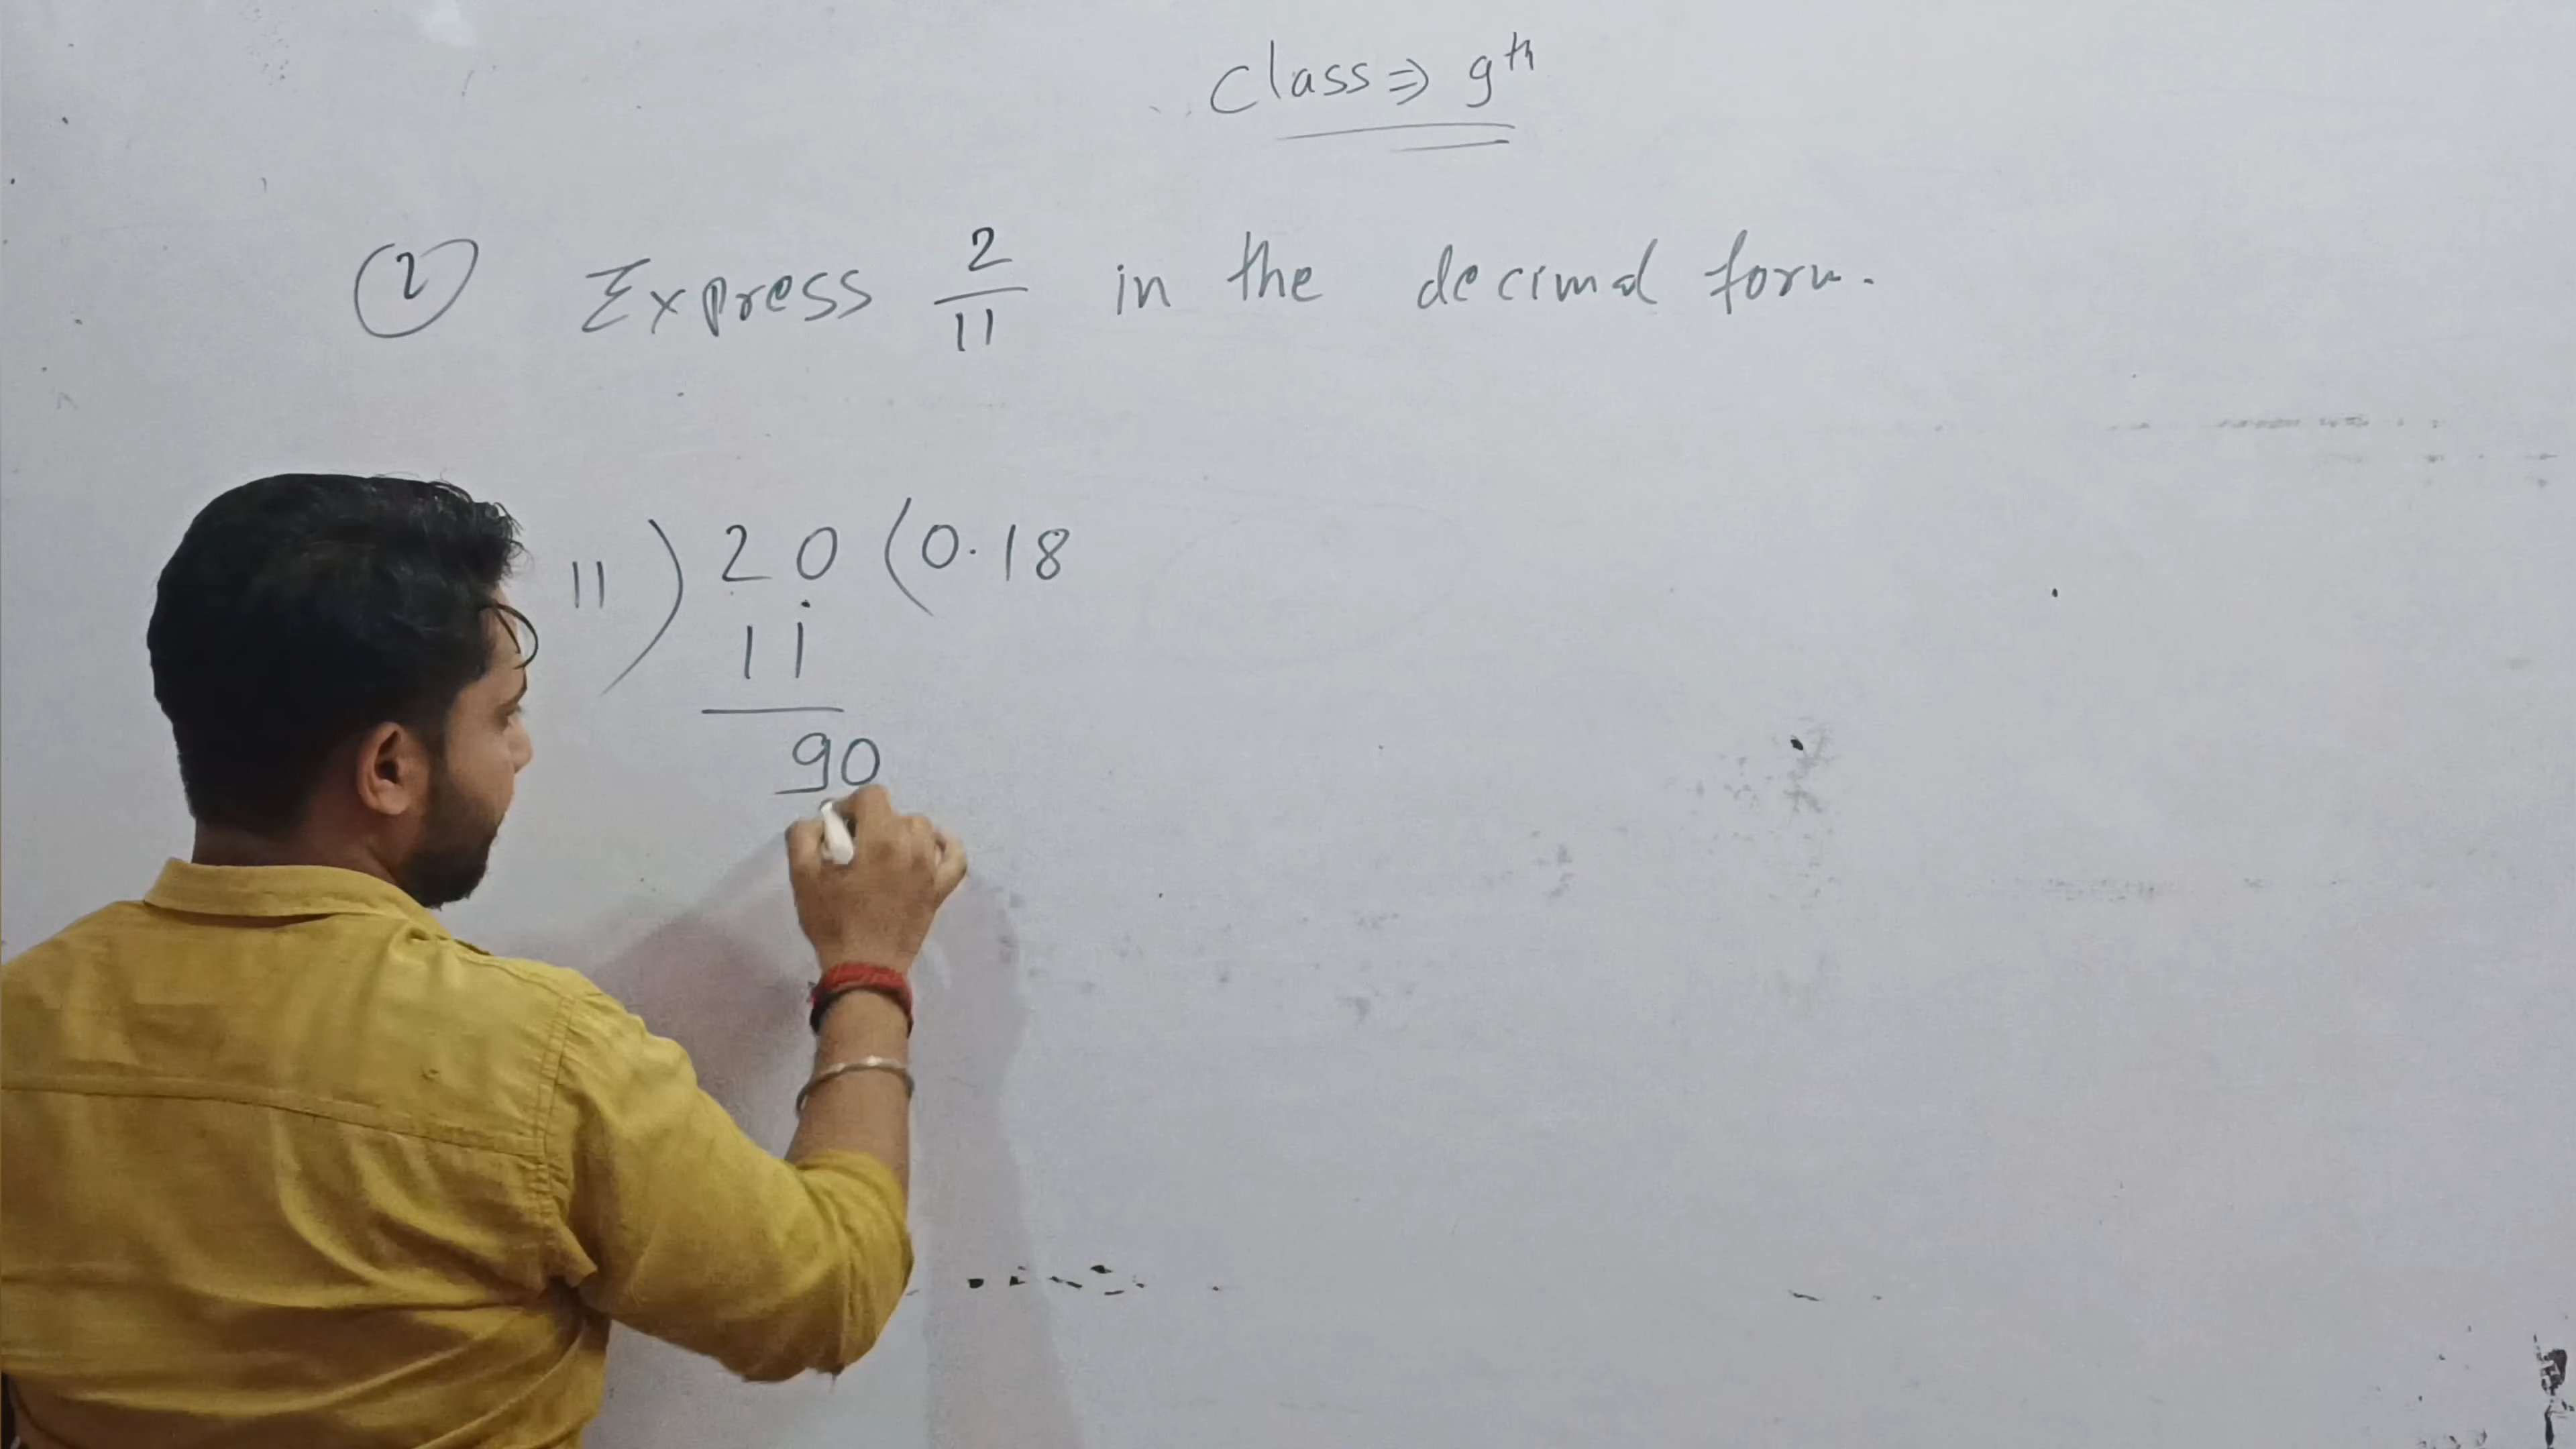 Class ⇒ 9th
② Express 2/11 in the decimal form.
11 ) 20 ( 0.18
11
90